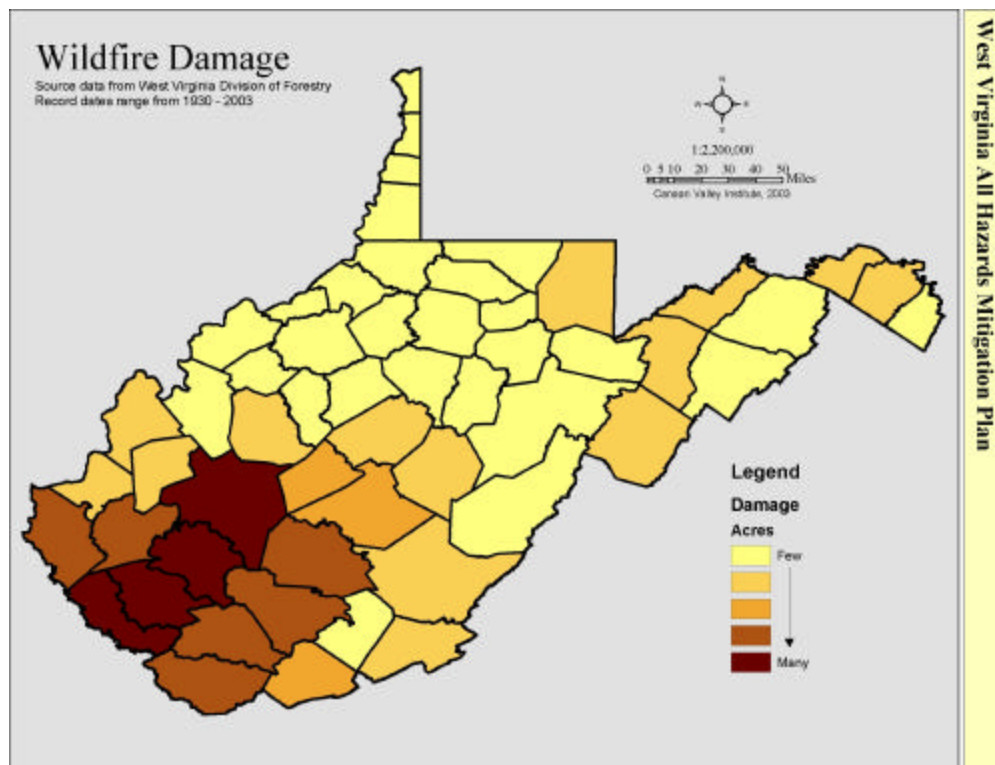 Wildfire Damage
Source data from West Virginia Division of Forestry
Record dates range from 1930 - 2003
N
W
E
S
1:2,200,000
0 5 10 20 30 40 50
Miles
Canaan Valley Institute, 2003
West Virginia All Hazards Mitigation Plan
Legend
Damage
Acres
Few
Many